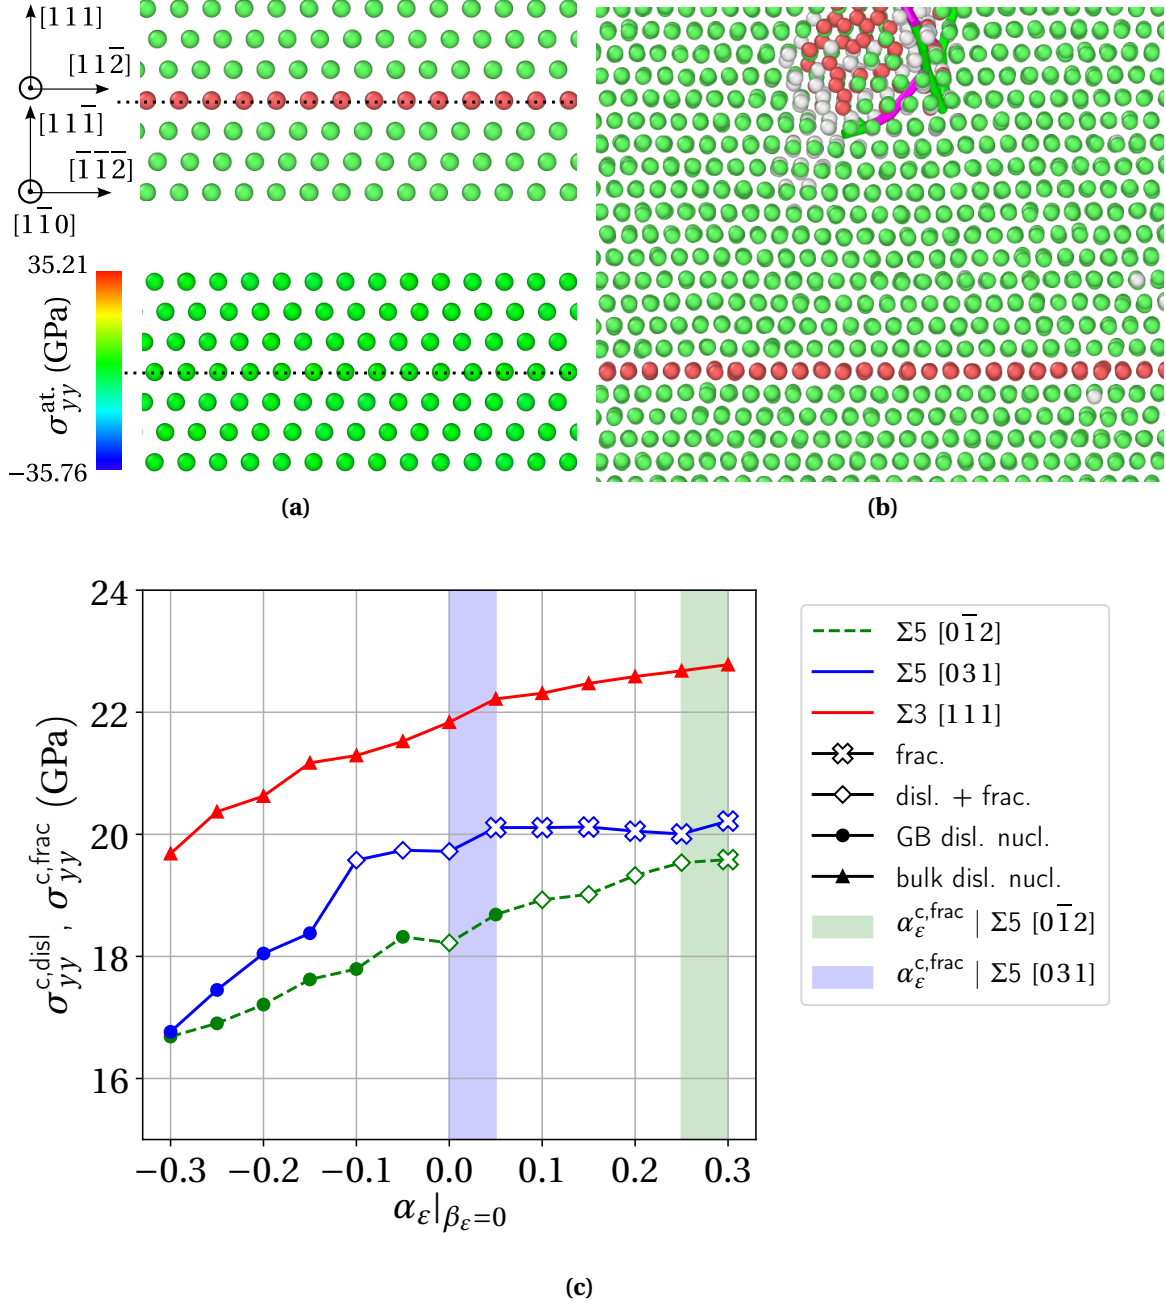 [1 1 1]
[1 1 2̅]
[1 1 1̅]
[1̅ 1̅ 2̅]
[1 1̅ 0]
35.21
σ_yy^at. (GPa)
−35.76
(a)
(b)
24
22
20
18
16
σ_yy^c,disl , σ_yy^c,frac (GPa)
−0.3
−0.2
−0.1
0.0
0.1
0.2
0.3
α_ε|β_ε=0
Σ5 [0 1̅ 2]
Σ5 [0 3 1]
Σ3 [1 1 1]
frac.
disl. + frac.
GB disl. nucl.
bulk disl. nucl.
α_ε^c,frac | Σ5 [0 1̅ 2]
α_ε^c,frac | Σ5 [0 3 1]
(c)